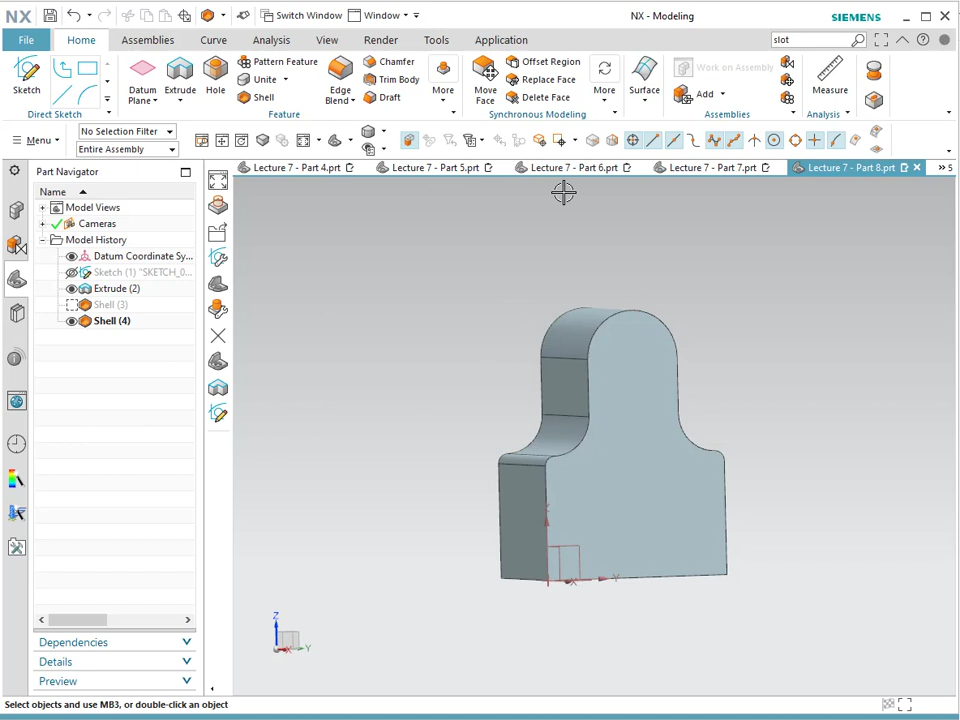 NX
Switch Window
Window
NX - Modeling
SIEMENS
File
Home
Assemblies
Curve
Analysis
View
Render
Tools
Application
slot
Sketch
Direct Sketch
Datum Plane
Extrude
Hole
Pattern Feature
Unite
Shell
Edge Blend
Chamfer
Trim Body
Draft
More
Feature
Move Face
Offset Region
Replace Face
Delete Face
More
Synchronous Modeling
Surface
Work on Assembly
Add
Assemblies
Measure
Analysis
Menu
No Selection Filter
Entire Assembly
Part Navigator
Lecture 7 - Part 4.prt
Lecture 7 - Part 5.prt
Lecture 7 - Part 6.prt
Lecture 7 - Part 7.prt
Lecture 7 - Part 8.prt
5
Name
Model Views
Cameras
Model History
Datum Coordinate Sy...
Sketch (1) "SKETCH_0...
Extrude (2)
Shell (3)
Shell (4)
Y
X
Z
X
Y
Dependencies
Details
Preview
Select objects and use MB3, or double-click an object